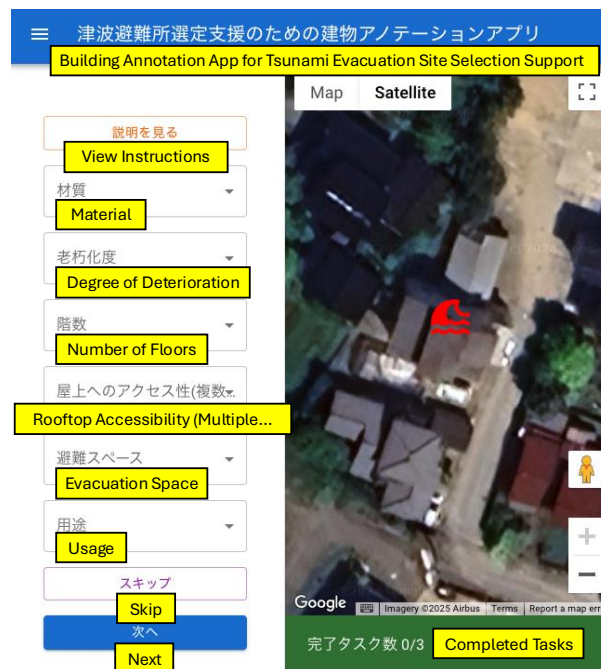 津波避難所選定支援のための建物アノテーションアプリ
Building Annotation App for Tsunami Evacuation Site Selection Support
説明を見る
View Instructions
材質
Material
老朽化度
Degree of Deterioration
階数
Number of Floors
屋上へのアクセス性(複数...
Rooftop Accessibility (Multiple...
避難スペース
Evacuation Space
用途
Usage
スキップ
Skip
次へ
Next
Map Satellite
Google
Imagery ©2025 Airbus Terms Report a map err
完了タスク数 0/3 Completed Tasks